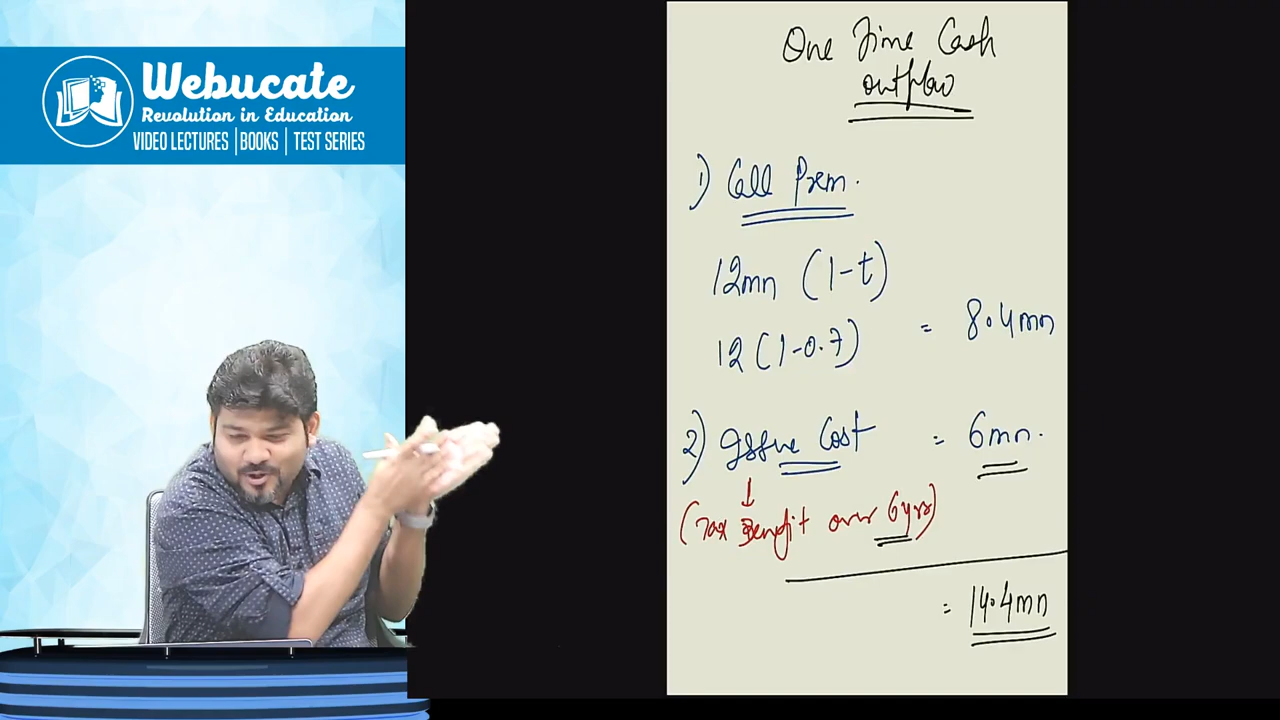 Webucate
Revolution in Education
VIDEO LECTURES | BOOKS | TEST SERIES
One Time Cash
outflow
1) Call Prem.
12mn (1-t)
12 (1-0.7) = 8.4mn
2) Issue Cost = 6mn.
(Tax Benefit over 6yrs)
= 14.4mn